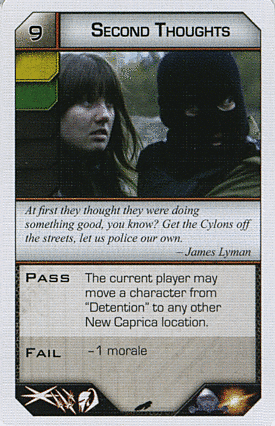 9
SECOND THOUGHTS
At first they thought they were doing
something good, you know? Get the Cylons off
the streets, let us police our own.
– James Lyman
PASS
The current player may
move a character from
"Detention" to any other
New Caprica location.
FAIL
–1 morale